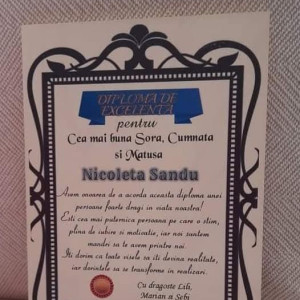 DIPLOMA DE
EXCELENTA
pentru
Cea mai buna Sora, Cumnata
si Matusa
Nicoleta Sandu
Avem onoarea de a acorda aceasta diploma unei
persoane foarte dragi in viata noastra!
Esti cea mai puternica persoana pe care o stim,
plina de iubire si motivatie, iar noi suntem
mandri sa te avem printre noi.
Iti dorim ca toate visele sa iti devina realitate,
iar dorintele sa se transforme in realizari.
Cu dragoste Lili,
Marian si Sebi